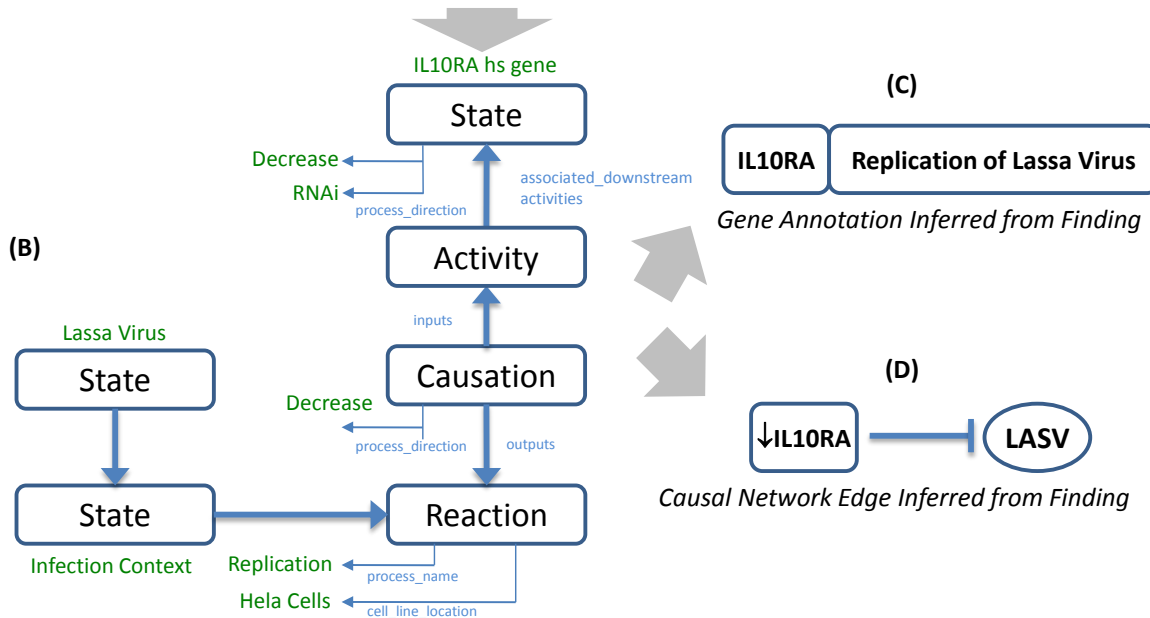 IL10RA hs gene
State
Decrease
RNAi
process_direction
associated_downstream
activities
(B)
Activity
inputs
Lassa Virus
State
Causation
Decrease
process_direction
outputs
State
Reaction
Infection Context
Replication
process_name
Hela Cells
cell_line_location
(C)
IL10RA
Replication of Lassa Virus
Gene Annotation Inferred from Finding
(D)
↓IL10RA
LASV
Causal Network Edge Inferred from Finding